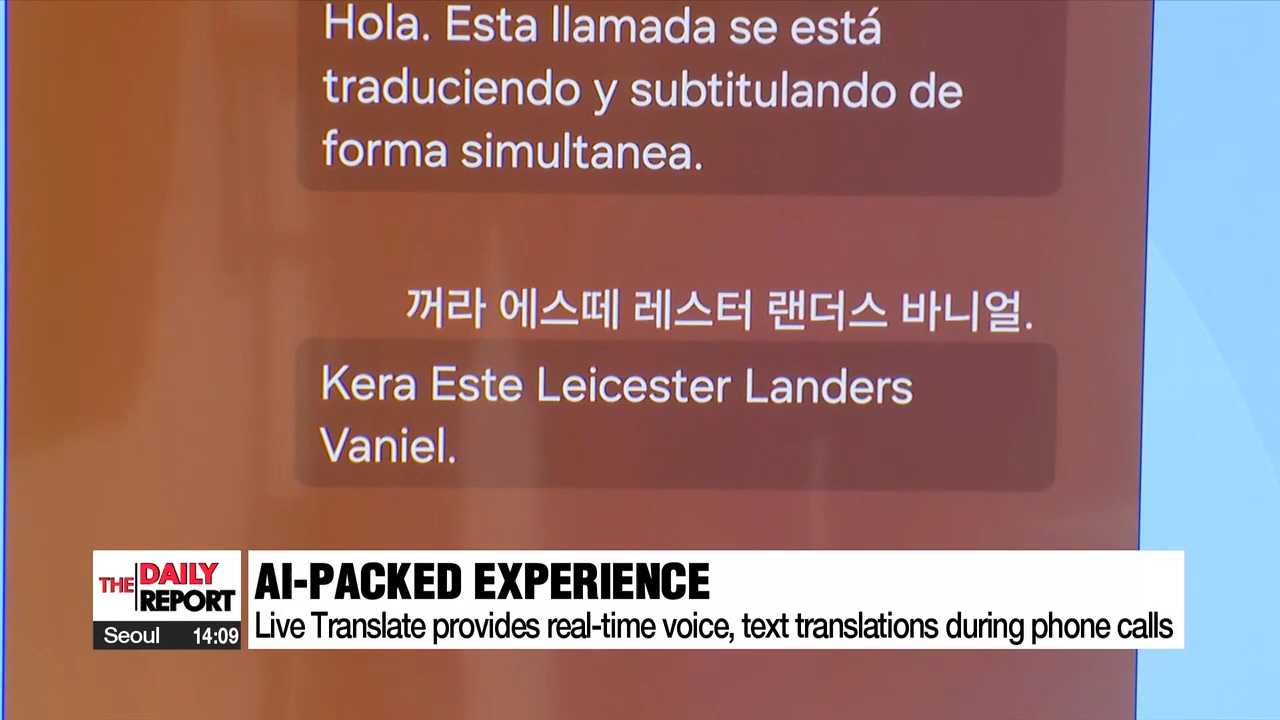 Hola. Esta llamada se está
traduciendo y subtitulando de
forma simultanea.
꺼라 에스떼 레스터 랜더스 바니얼.
Kera Este Leicester Landers
Vaniel.
THE DAILY REPORT
Seoul 14:09
AI-PACKED EXPERIENCE
Live Translate provides real-time voice, text translations during phone calls